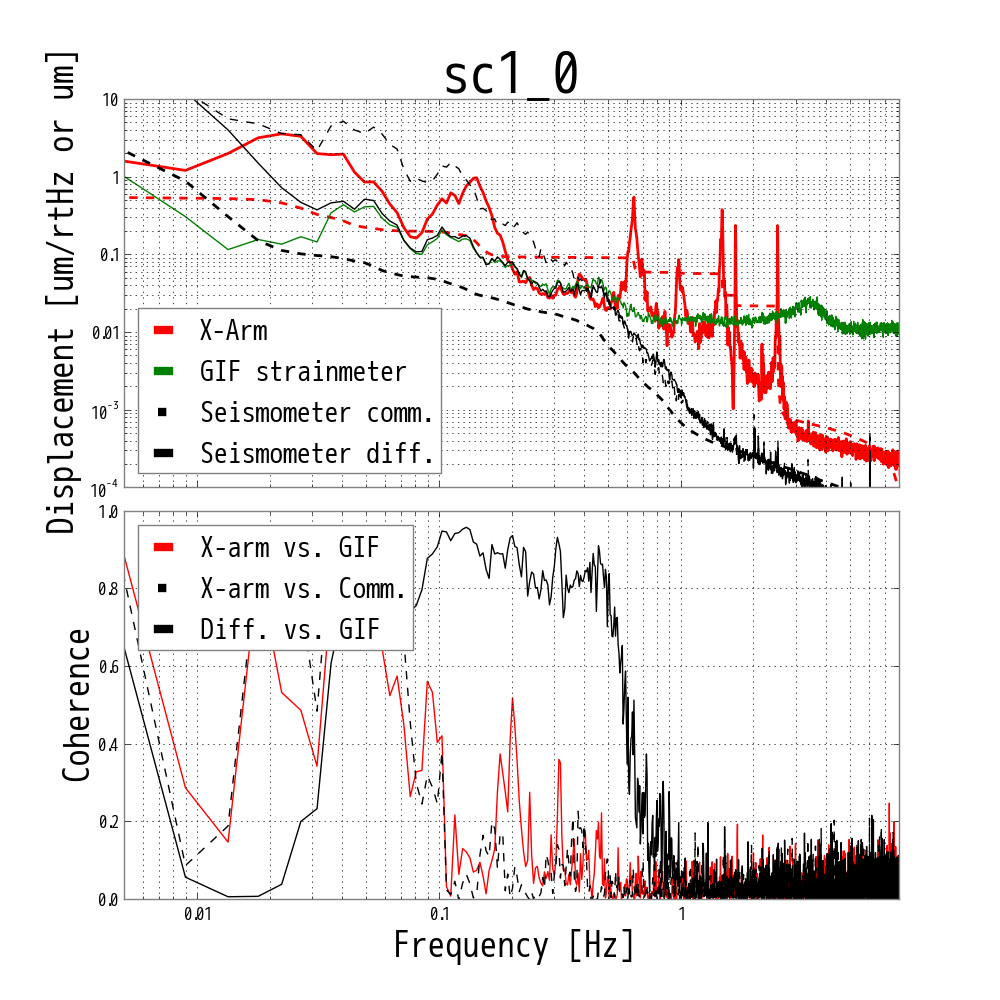 sc1_0
Displacement [um/rtHz or um]
10
1
0.1
0.01
10⁻³
10⁻⁴
X-Arm
GIF strainmeter
Seismometer comm.
Seismometer diff.
Coherence
1.0
0.8
0.6
0.4
0.2
0.0
X-arm vs. GIF
X-arm vs. Comm.
Diff. vs. GIF
0.01
0.1
1
Frequency [Hz]